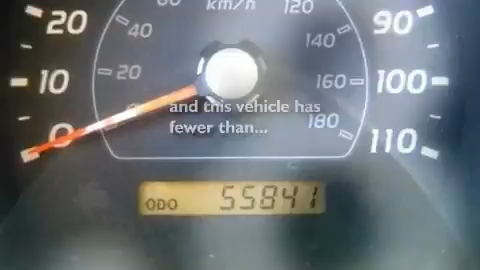 60 km/h 120
20 40 140 90
10 20 160 100
and this vehicle has
fewer than...
0 180 110
ODO 55841